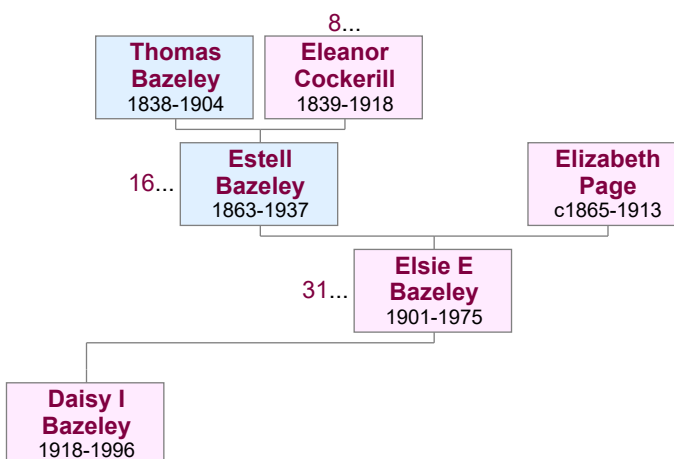 8...
Thomas
Bazeley
1838-1904
Eleanor
Cockerill
1839-1918
16...
Estell
Bazeley
1863-1937
Elizabeth
Page
c1865-1913
31...
Elsie E
Bazeley
1901-1975
Daisy I
Bazeley
1918-1996